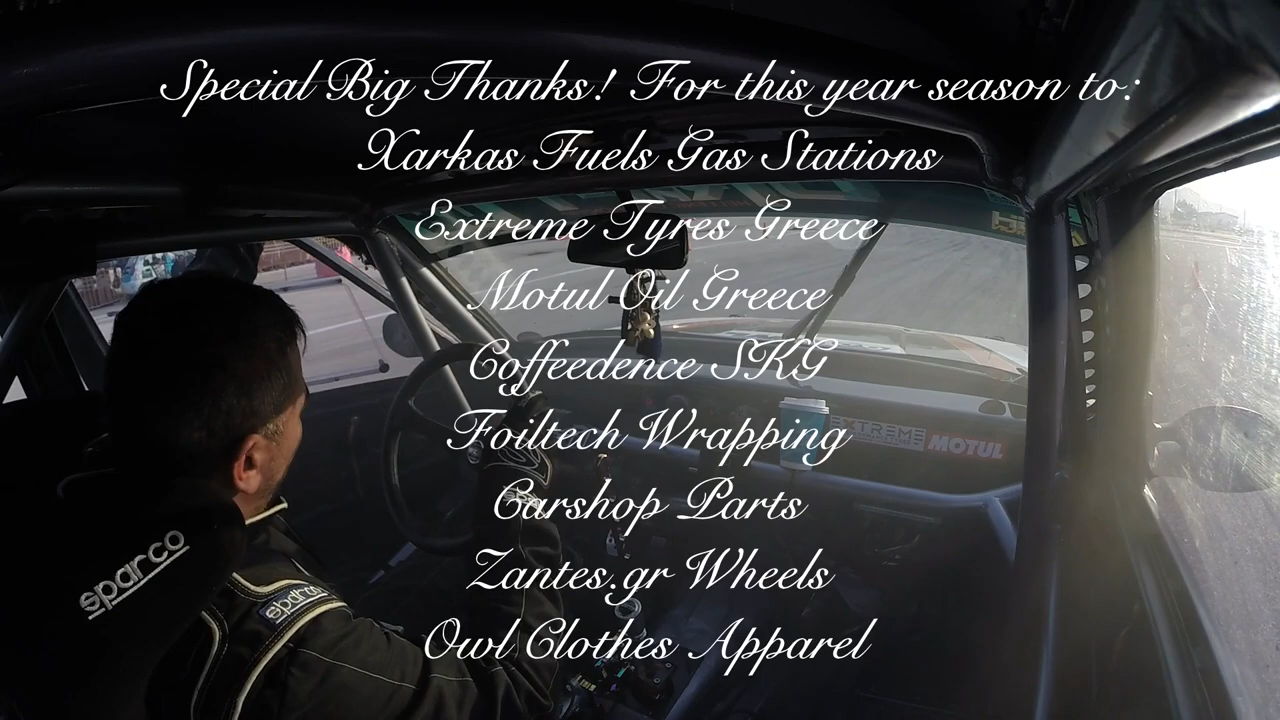 Special Big Thanks! For this year season to:
Xarkas Fuels Gas Stations
Extreme Tyres Greece
Motul Oil Greece
Coffeedence SKG
Foiltech Wrapping
Carshop Parts
Zantes.gr Wheels
Owl Clothes Apparel
EXTREME
MOTUL
sparco
sparco